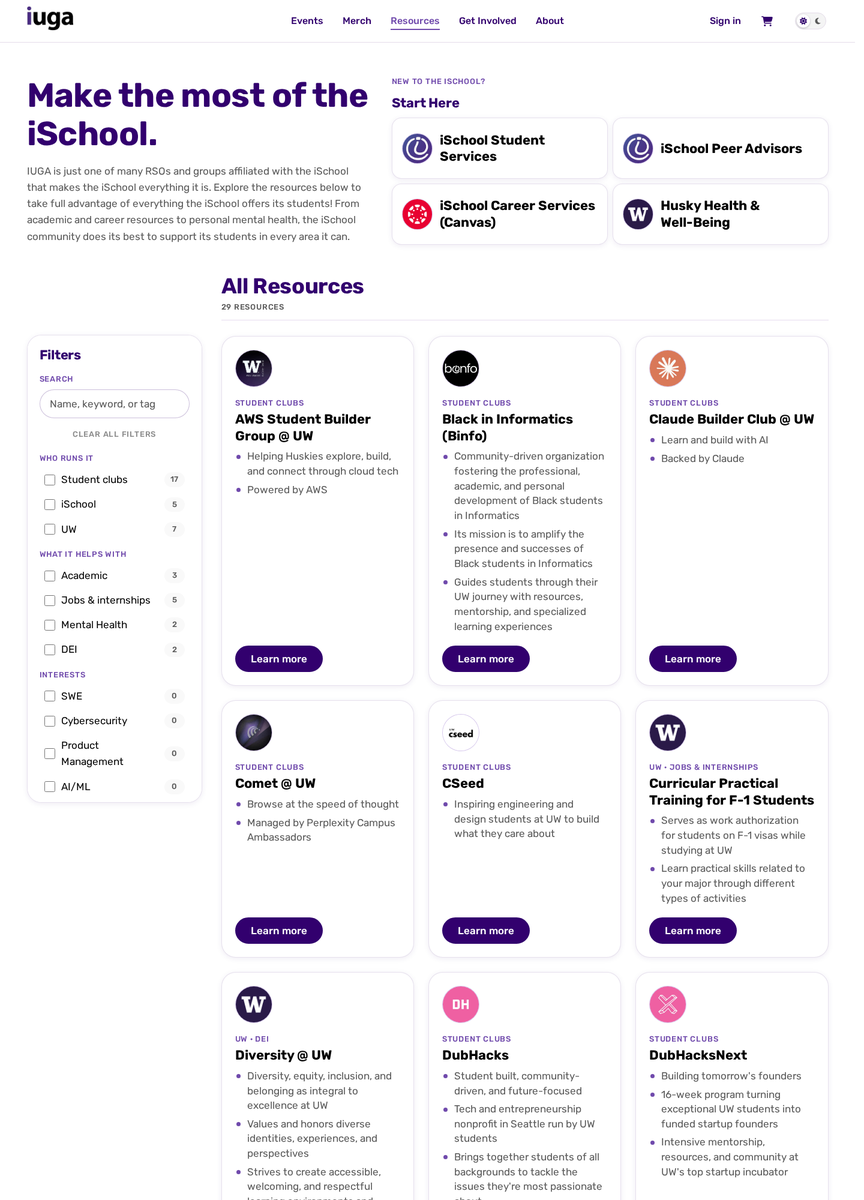 iuga
Events
Merch
Resources
Get Involved
About
Sign in
Make the most of the
iSchool.
IUGA is just one of many RSOs and groups affiliated with the iSchool
that makes the iSchool everything it is. Explore the resources below to
take full advantage of everything the iSchool offers its students! From
academic and career resources to personal mental health, the iSchool
community does its best to support its students in every area it can.
NEW TO THE ISCHOOL?
Start Here
iSchool Student
Services
iSchool Peer Advisors
iSchool Career Services
(Canvas)
W
Husky Health &
Well-Being
All Resources
29 RESOURCES
Filters
SEARCH
Name, keyword, or tag
CLEAR ALL FILTERS
WHO RUNS IT
Student clubs 17
iSchool 5
UW 7
WHAT IT HELPS WITH
Academic 3
Jobs & internships 5
Mental Health 2
DEI 2
INTERESTS
SWE 0
Cybersecurity 0
Product
Management 0
AI/ML 0
W
STUDENT CLUBS
AWS Student Builder
Group @ UW
Helping Huskies explore, build,
and connect through cloud tech
Powered by AWS
Learn more
binfo
STUDENT CLUBS
Black in Informatics
(Binfo)
Community-driven organization
fostering the professional,
academic, and personal
development of Black students
in Informatics
Its mission is to amplify the
presence and successes of
Black students in Informatics
Guides students through their
UW journey with resources,
mentorship, and specialized
learning experiences
Learn more
STUDENT CLUBS
Claude Builder Club @ UW
Learn and build with AI
Backed by Claude
Learn more
STUDENT CLUBS
Comet @ UW
Browse at the speed of thought
Managed by Perplexity Campus
Ambassadors
Learn more
cseed
STUDENT CLUBS
CSeed
Inspiring engineering and
design students at UW to build
what they care about
Learn more
W
UW • JOBS & INTERNSHIPS
Curricular Practical
Training for F-1 Students
Serves as work authorization
for students on F-1 visas while
studying at UW
Learn practical skills related to
your major through different
types of activities
Learn more
W
UW • DEI
Diversity @ UW
Diversity, equity, inclusion, and
belonging as integral to
excellence at UW
Values and honors diverse
identities, experiences, and
perspectives
Strives to create accessible,
welcoming, and respectful
DH
STUDENT CLUBS
DubHacks
Student built, community-
driven, and future-focused
Tech and entrepreneurship
nonprofit in Seattle run by UW
students
Brings together students of all
backgrounds to tackle the
issues they're most passionate
STUDENT CLUBS
DubHacksNext
Building tomorrow's founders
16-week program turning
exceptional UW students into
funded startup founders
Intensive mentorship,
resources, and community at
UW's top startup incubator